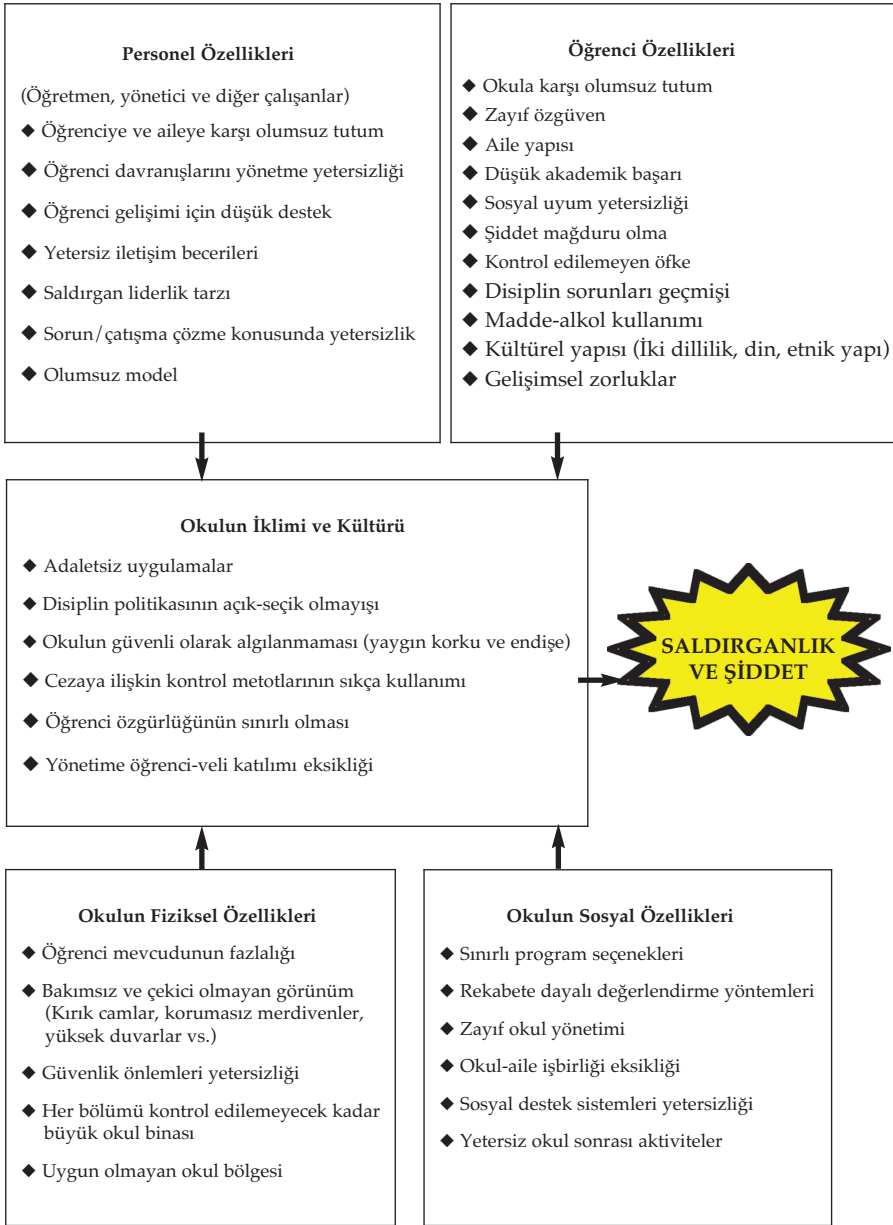 Personel Özellikleri
(Öğretmen, yönetici ve diğer çalışanlar)
◆ Öğrenciye ve aileye karşı olumsuz tutum
◆ Öğrenci davranışlarını yönetme yetersizliği
◆ Öğrenci gelişimi için düşük destek
◆ Yetersiz iletişim becerileri
◆ Saldırgan liderlik tarzı
◆ Sorun/çatışma çözme konusunda yetersizlik
◆ Olumsuz model
Öğrenci Özellikleri
◆ Okula karşı olumsuz tutum
◆ Zayıf özgüven
◆ Aile yapısı
◆ Düşük akademik başarı
◆ Sosyal uyum yetersizliği
◆ Şiddet mağduru olma
◆ Kontrol edilemeyen öfke
◆ Disiplin sorunları geçmişi
◆ Madde-alkol kullanımı
◆ Kültürel yapısı (İki dillilik, din, etnik yapı)
◆ Gelişimsel zorluklar
Okulun İklimi ve Kültürü
◆ Adaletsiz uygulamalar
◆ Disiplin politikasının açık-seçik olmayışı
◆ Okulun güvenli olarak algılanmaması (yaygın korku ve endişe)
◆ Cezaya ilişkin kontrol metotlarının sıkça kullanımı
◆ Öğrenci özgürlüğünün sınırlı olması
◆ Yönetime öğrenci-veli katılımı eksikliği
SALDIRGANLIK
VE ŞİDDET
Okulun Fiziksel Özellikleri
◆ Öğrenci mevcudunun fazlalığı
◆ Bakımsız ve çekici olmayan görünüm
(Kırık camlar, korumasız merdivenler,
yüksek duvarlar vs.)
◆ Güvenlik önlemleri yetersizliği
◆ Her bölümü kontrol edilemeyecek kadar
büyük okul binası
◆ Uygun olmayan okul bölgesi
Okulun Sosyal Özellikleri
◆ Sınırlı program seçenekleri
◆ Rekabete dayalı değerlendirme yöntemleri
◆ Zayıf okul yönetimi
◆ Okul-aile işbirliği eksikliği
◆ Sosyal destek sistemleri yetersizliği
◆ Yetersiz okul sonrası aktiviteler